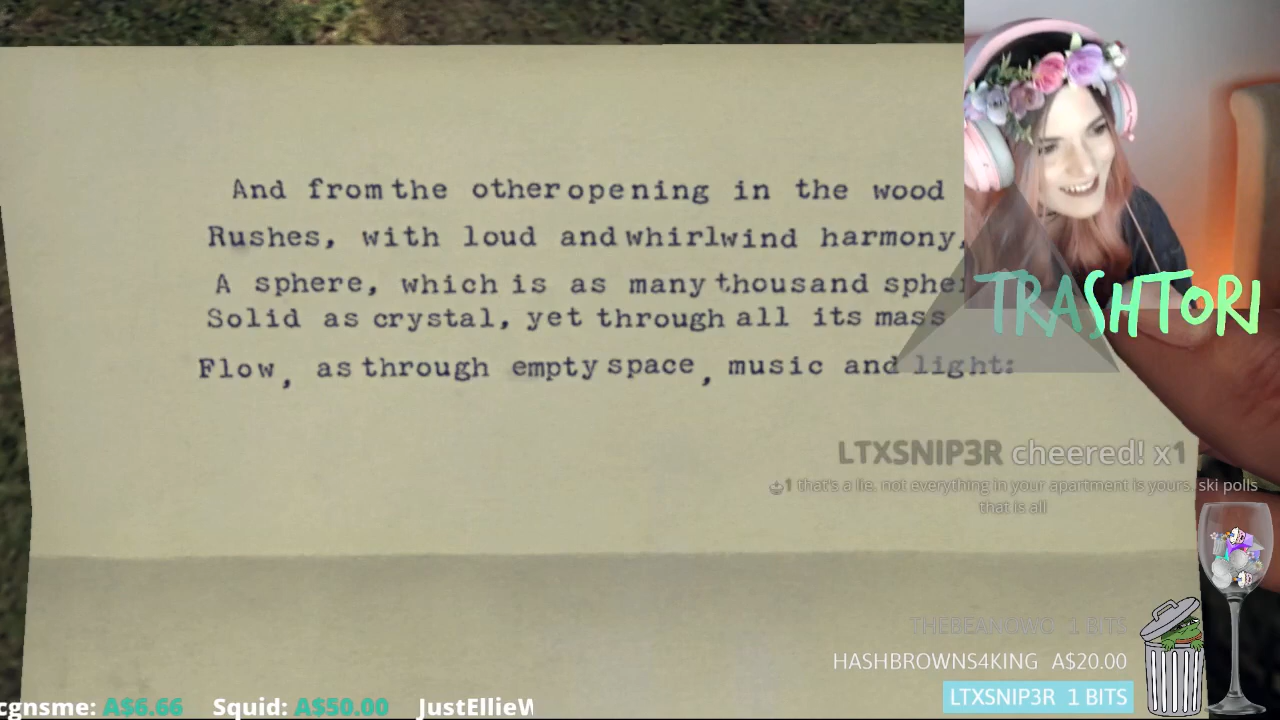 And from the other opening in the wood
Rushes, with loud and whirlwind harmony,
A sphere, which is as many thousand
Solid as crystal, yet through all its mass
Flow, as through empty space, music and light:
TRASHTORI
LTXSNIP3R cheered! x1
1 that's a lie. not everything in your apartment is yours. ski polls
that is all
THEBEANOWO 1 BITS
HASHBROWNS4KING A$20.00
LTXSNIP3R 1 BITS
cgnsme: A$6.66 Squid: A$50.00 JustEllieW